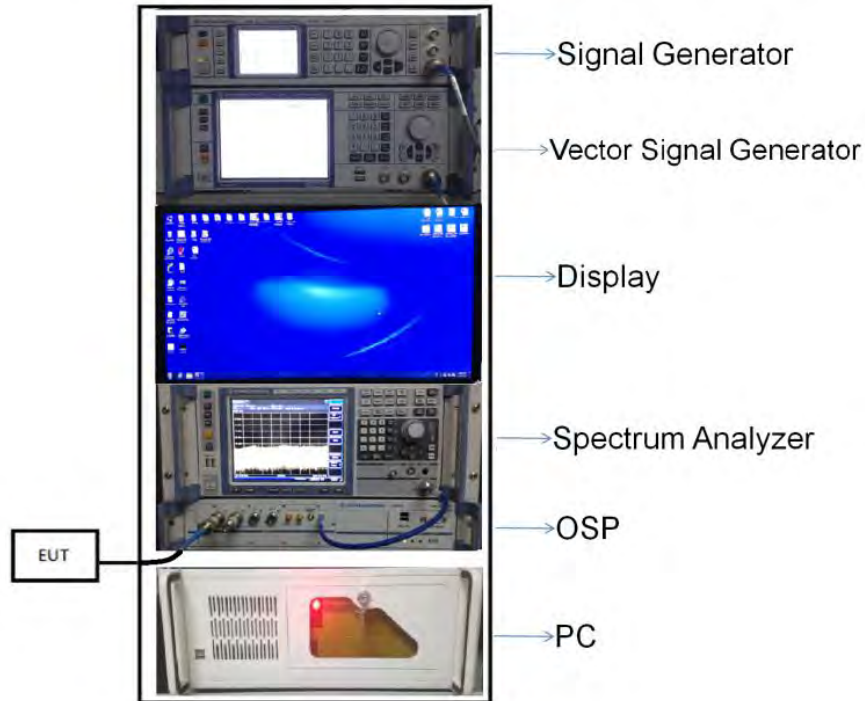 Signal Generator
Vector Signal Generator
Display
Spectrum Analyzer
OSP
EUT
PC